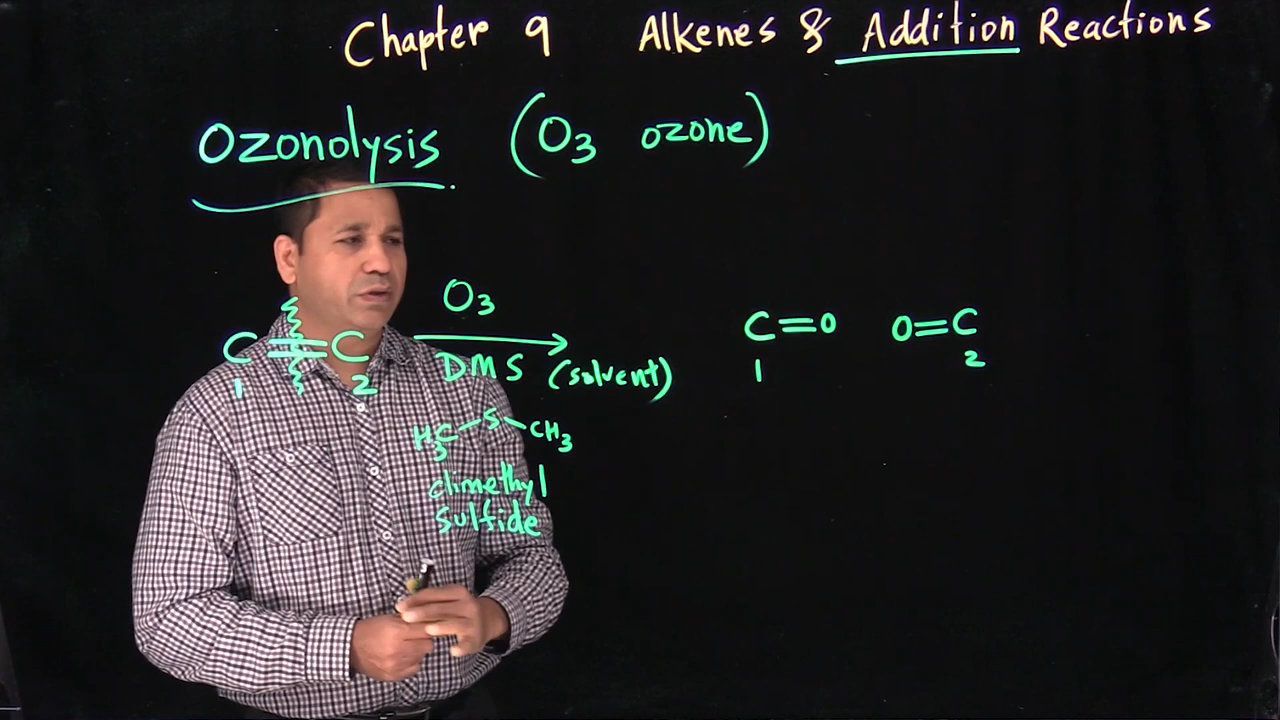 Chapter 9 Alkenes & Addition Reactions
Ozonolysis (O3 ozone)
O3
C=C
1 2
DMS (solvent)
C=O O=C
1 2
H3C-S-CH3
dimethyl
sulfide